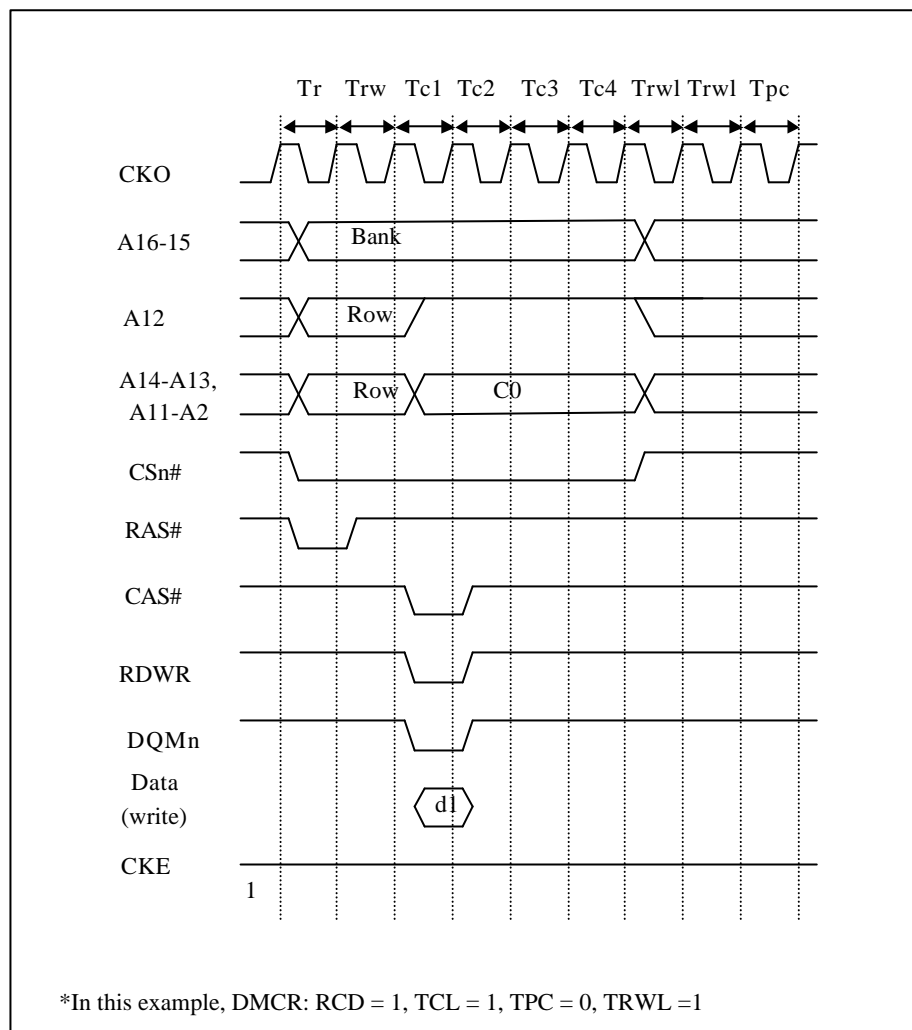 Tr Trw Tc1 Tc2 Tc3 Tc4 Trwl Trwl Tpc
CKO
A16-15 Bank
A12 Row
A14-A13,
A11-A2 Row C0
CSn#
RAS#
CAS#
RDWR
DQMn
Data
(write) d1
CKE
1
*In this example, DMCR: RCD = 1, TCL = 1, TPC = 0, TRWL =1